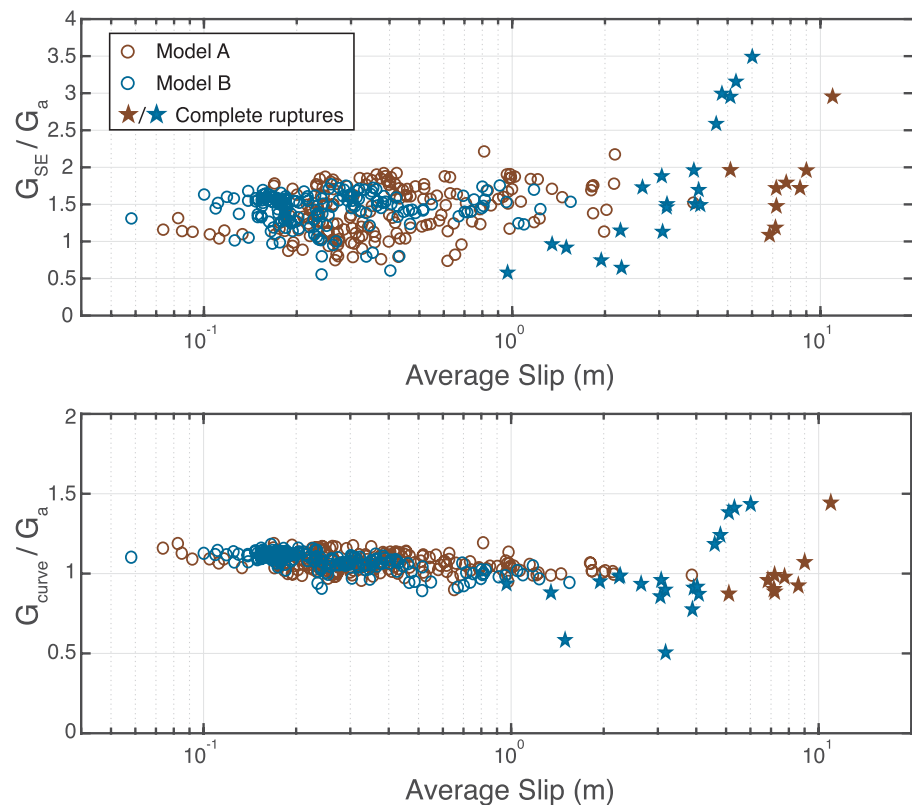 4
3.5
3
2.5
2
1.5
1
0.5
0
G_SE / G_a
Model A
Model B
/ Complete ruptures
10^-1
10^0
10^1
Average Slip (m)
2
1.5
1
0.5
0
G_curve / G_a
10^-1
10^0
10^1
Average Slip (m)